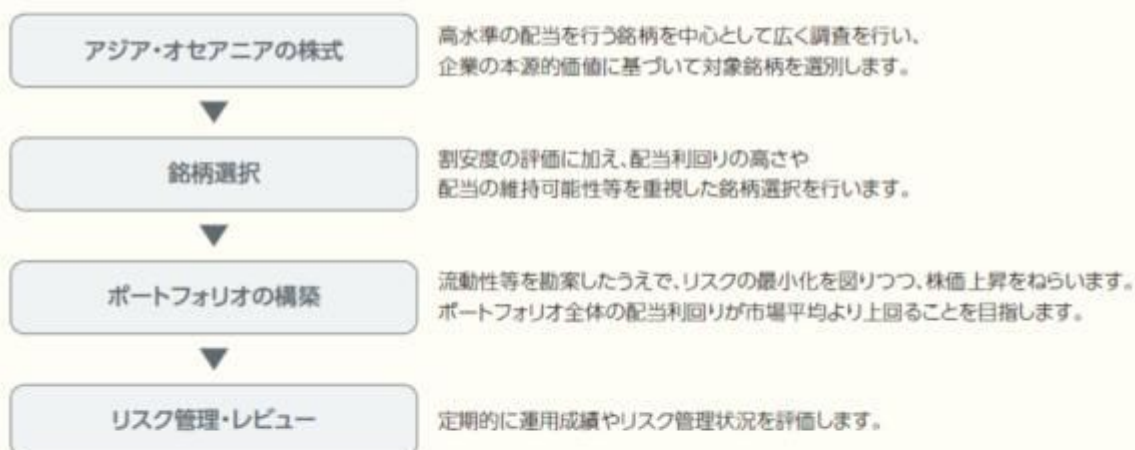 アジア・オセアニアの株式
高水準の配当を行う銘柄を中心として広く調査を行い、
企業の本源的価値に基づいて対象銘柄を選別します。
銘柄選択
割安度の評価に加え、配当利回りの高さや
配当の維持可能性等を重視した銘柄選択を行います。
ポートフォリオの構築
流動性等を勘案したうえで、リスクの最小化を図りつつ、株価上昇をねらいます。
ポートフォリオ全体の配当利回りが市場平均より上回ることを目指します。
リスク管理・レビュー
定期的に運用成績やリスク管理状況を評価します。